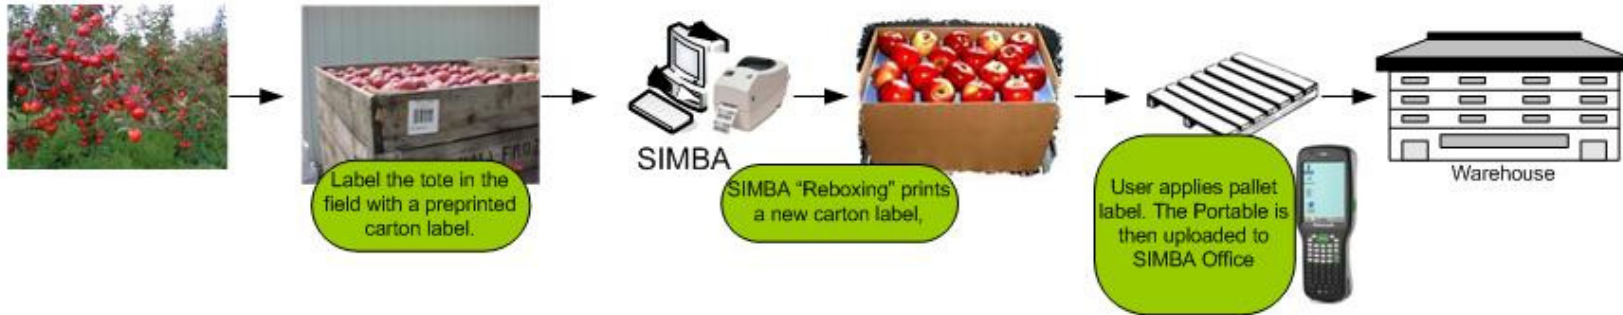 Label the tote in the
field with a preprinted
carton label.
SIMBA
SIMBA “Reboxing” prints
a new carton label,
User applies pallet
label. The Portable is
then uploaded to
SIMBA Office
Warehouse